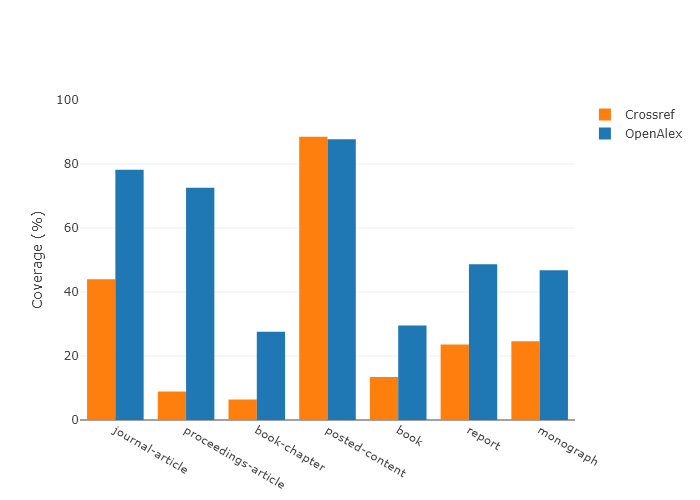 Crossref
OpenAlex
Coverage (%)
100
80
60
40
20
0
journal-article
proceedings-article
book-chapter
posted-content
book
report
monograph